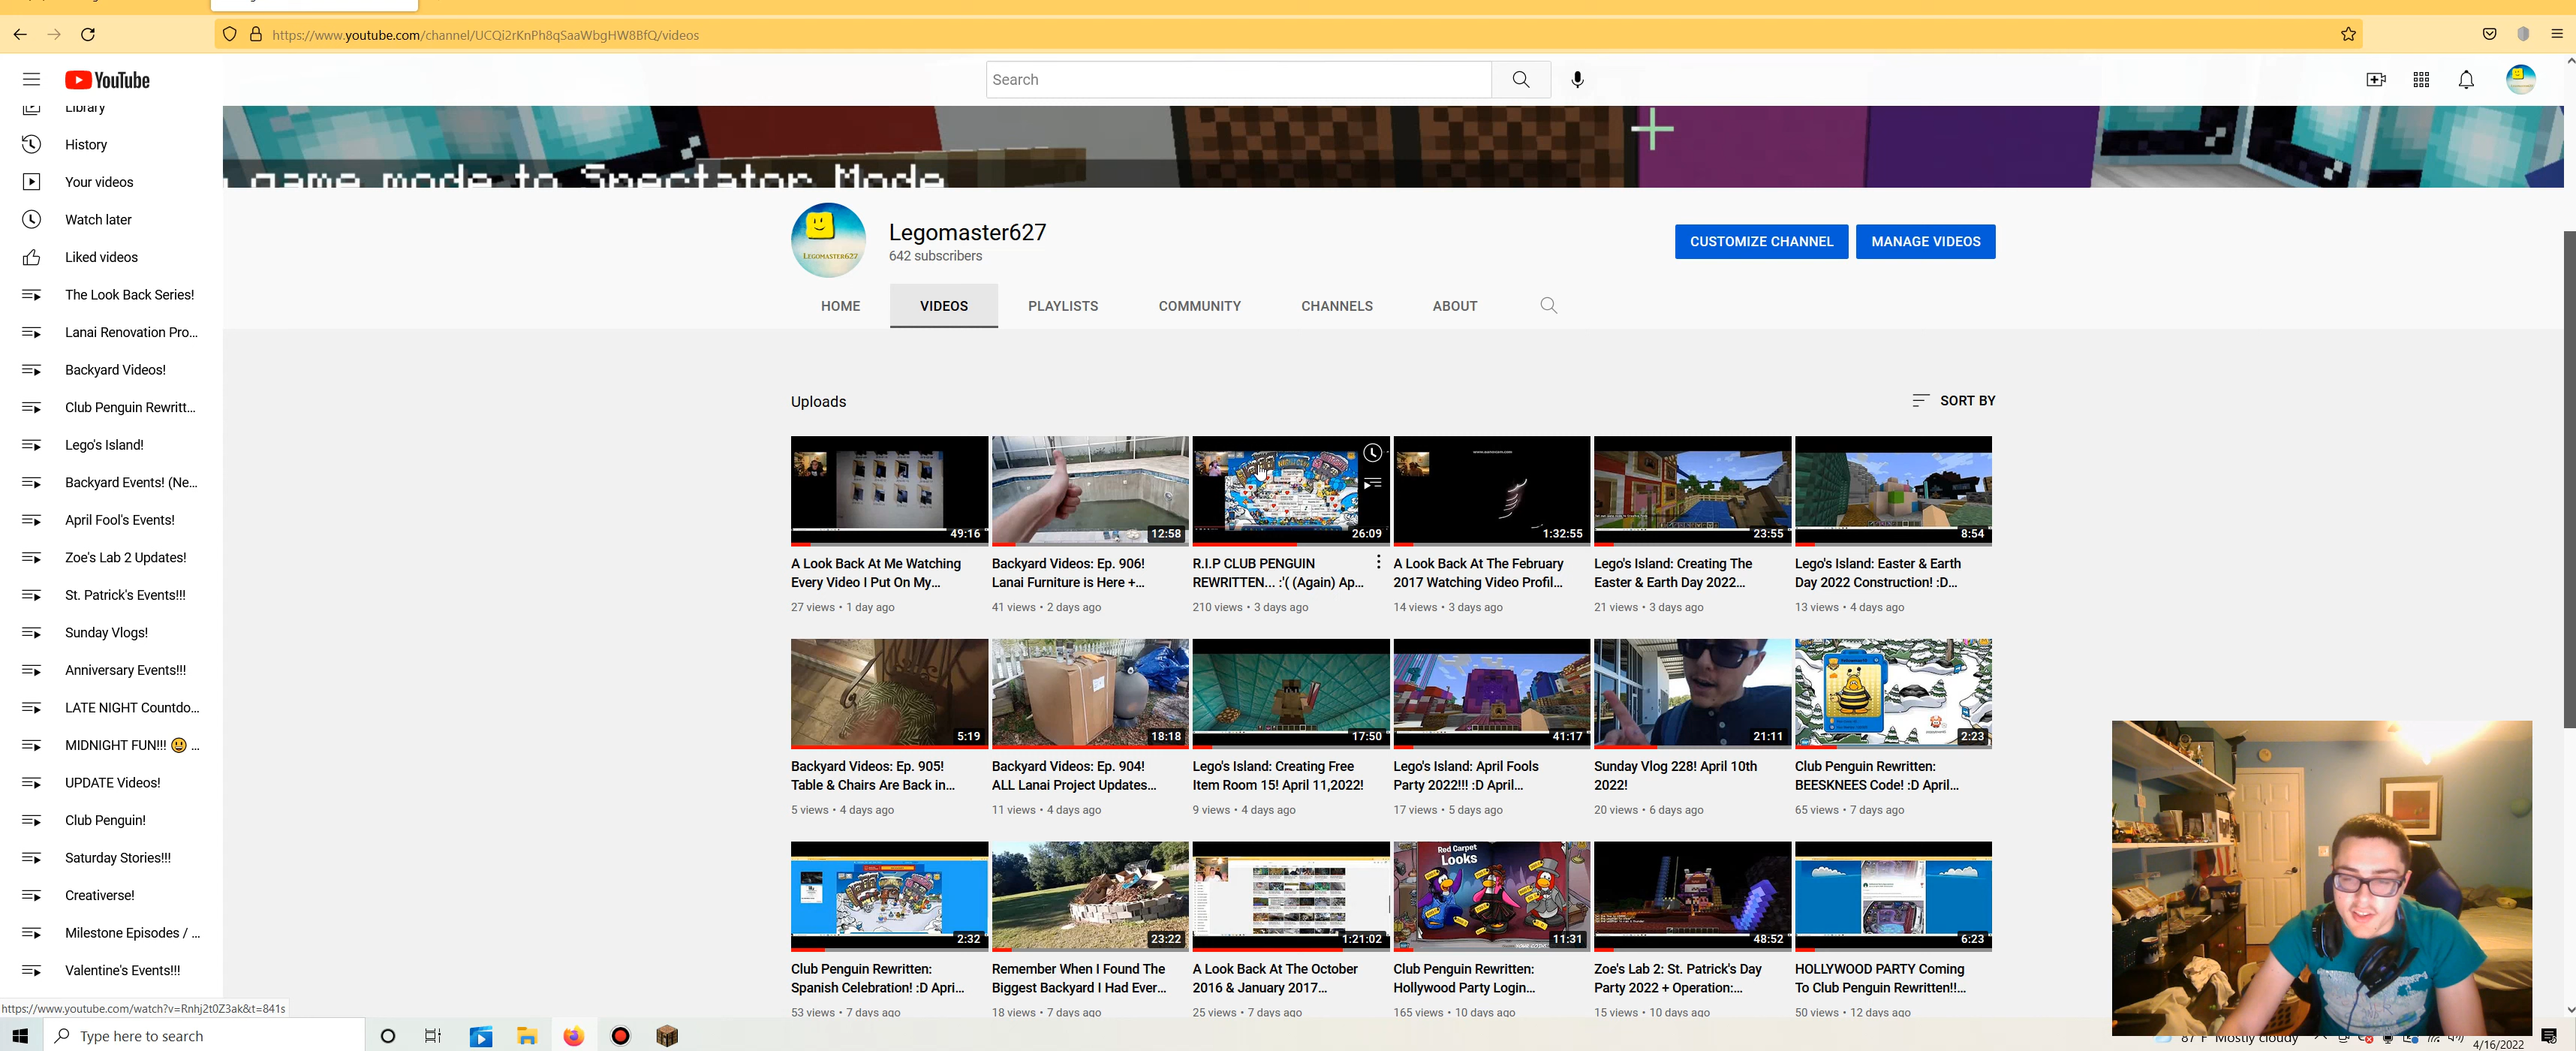 https://www.youtube.com/channel/UCQi2rKnPh8qSaaWbgHW8BfQ/videos
YouTube
Search
Library
History
Your videos
Watch later
Liked videos
The Look Back Series!
Lanai Renovation Pro...
Backyard Videos!
Club Penguin Rewritt...
Lego's Island!
Backyard Events! (Ne...
April Fool's Events!
Zoe's Lab 2 Updates!
St. Patrick's Events!!!
Sunday Vlogs!
Anniversary Events!!!
LATE NIGHT Countdo...
MIDNIGHT FUN!!! 😃 ...
UPDATE Videos!
Club Penguin!
Saturday Stories!!!
Creativerse!
Milestone Episodes / ...
Valentine's Events!!!
game mode to Spectator Mode
LEGOMASTER627
Legomaster627
642 subscribers
CUSTOMIZE CHANNEL
MANAGE VIDEOS
HOME
VIDEOS
PLAYLISTS
COMMUNITY
CHANNELS
ABOUT
Uploads
SORT BY
49:16
12:58
26:09
1:32:55
23:55
8:54
A Look Back At Me Watching
Every Video I Put On My...
27 views • 1 day ago
Backyard Videos: Ep. 906!
Lanai Furniture is Here +...
41 views • 2 days ago
R.I.P CLUB PENGUIN
REWRITTEN... :'( (Again) Ap...
210 views • 3 days ago
A Look Back At The February
2017 Watching Video Profil...
14 views • 3 days ago
Lego's Island: Creating The
Easter & Earth Day 2022...
21 views • 3 days ago
Lego's Island: Easter & Earth
Day 2022 Construction! :D...
13 views • 4 days ago
5:19
18:18
17:50
41:17
21:11
2:23
Backyard Videos: Ep. 905!
Table & Chairs Are Back in...
5 views • 4 days ago
Backyard Videos: Ep. 904!
ALL Lanai Project Updates...
11 views • 4 days ago
Lego's Island: Creating Free
Item Room 15! April 11,2022!
9 views • 4 days ago
Lego's Island: April Fools
Party 2022!!! :D April...
17 views • 5 days ago
Sunday Vlog 228! April 10th
2022!
20 views • 6 days ago
Club Penguin Rewritten:
BEESKNEES Code! :D April...
65 views • 7 days ago
Red Carpet
Looks
2:32
23:22
1:21:02
11:31
48:52
6:23
Club Penguin Rewritten:
Spanish Celebration! :D Apri...
53 views • 7 days ago
Remember When I Found The
Biggest Backyard I Had Ever...
18 views • 7 days ago
A Look Back At The October
2016 & January 2017...
25 views • 7 days ago
Club Penguin Rewritten:
Hollywood Party Login...
165 views • 10 days ago
Zoe's Lab 2: St. Patrick's Day
Party 2022 + Operation:...
15 views • 10 days ago
HOLLYWOOD PARTY Coming
To Club Penguin Rewritten!!...
50 views • 12 days ago
https://www.youtube.com/watch?v=Rnhj2t0Z3ak&t=841s
Type here to search
87°F Mostly cloudy
4/16/2022